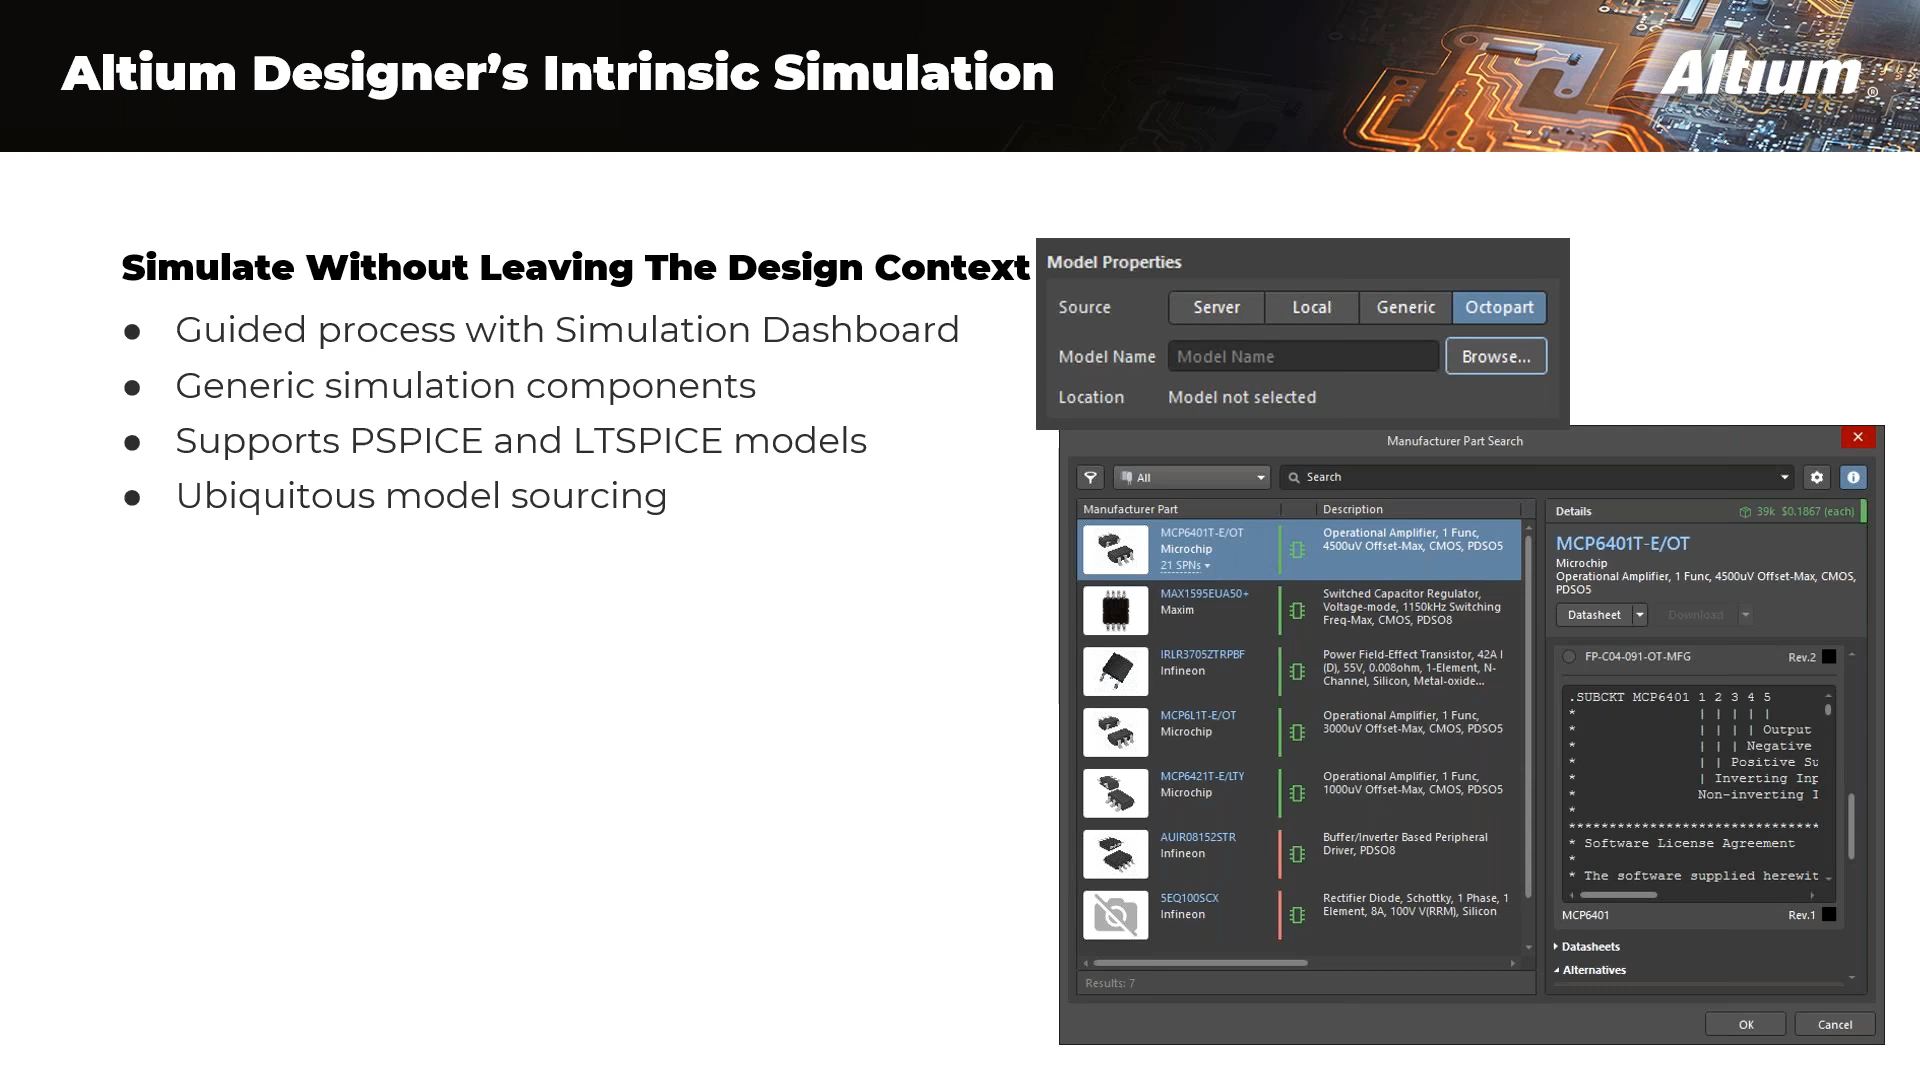 Altium Designer’s Intrinsic Simulation
Altium®
Simulate Without Leaving The Design Context
● Guided process with Simulation Dashboard
● Generic simulation components
● Supports PSPICE and LTSPICE models
● Ubiquitous model sourcing
Model Properties
Source Server Local Generic Octopart
Model Name Model Name Browse...
Location Model not selected
Manufacturer Part Search
All Search
Manufacturer Part Description
MCP6401T-E/OT
Microchip
21 SPNs
Operational Amplifier, 1 Func,
4500uV Offset-Max, CMOS, PDSO5
MAX1595EUA50+
Maxim
Switched Capacitor Regulator,
Voltage-mode, 1150kHz Switching
Freq-Max, CMOS, PDSO8
IRLR3705ZTRPBF
Infineon
Power Field-Effect Transistor, 42A I
(D), 55V, 0.008ohm, 1-Element, N-
Channel, Silicon, Metal-oxide...
MCP6L1T-E/OT
Microchip
Operational Amplifier, 1 Func,
3000uV Offset-Max, CMOS, PDSO5
MCP6421T-E/LTY
Microchip
Operational Amplifier, 1 Func,
1000uV Offset-Max, CMOS, PDSO5
AUIR08152STR
Infineon
Buffer/Inverter Based Peripheral
Driver, PDSO8
SEQ100SCX
Infineon
Rectifier Diode, Schottky, 1 Phase, 1
Element, 8A, 100V V(RRM), Silicon
Results: 7
Details 39k $0.1867 (each)
MCP6401T-E/OT
Microchip
Operational Amplifier, 1 Func, 4500uV Offset-Max, CMOS,
PDSO5
Datasheet Download
FP-C04-091-OT-MFG Rev.2
.SUBCKT MCP6401 1 2 3 4 5
* | | | | |
* | | | | Output
* | | | Negative
* | | Positive Su
* | Inverting Inp
* Non-inverting I
*
*******************************
* Software License Agreement
*
* The software supplied herewit
MCP6401 Rev.1
Datasheets
Alternatives
OK Cancel